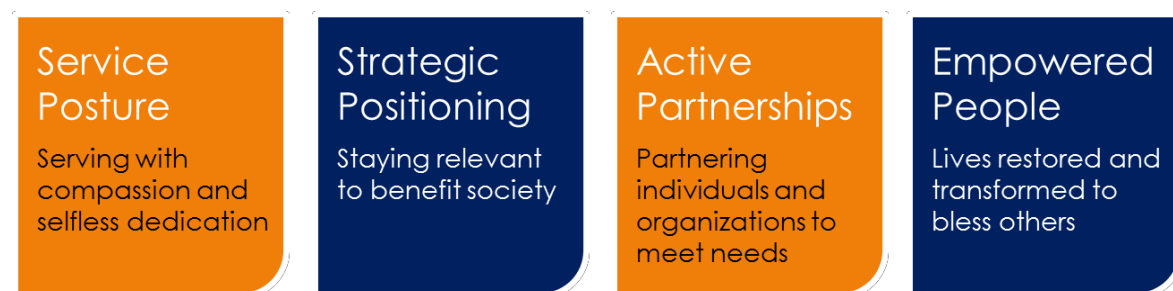 Service
Posture
Serving with
compassion and
selfless dedication
Strategic
Positioning
Staying relevant
to benefit society
Active
Partnerships
Partnering
individuals and
organizations to
meet needs
Empowered
People
Lives restored and
transformed to
bless others